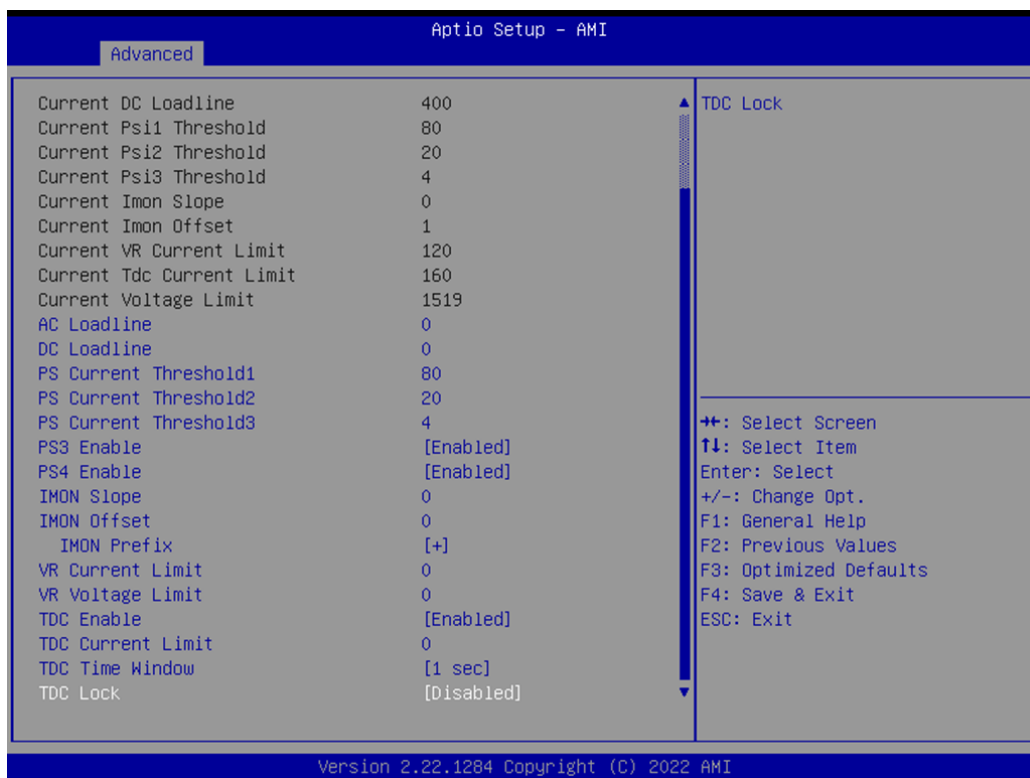 Aptio Setup – AMI
Advanced
Current DC Loadline 400
Current Psi1 Threshold 80
Current Psi2 Threshold 20
Current Psi3 Threshold 4
Current Imon Slope 0
Current Imon Offset 1
Current VR Current Limit 120
Current Tdc Current Limit 160
Current Voltage Limit 1519
AC Loadline 0
DC Loadline 0
PS Current Threshold1 80
PS Current Threshold2 20
PS Current Threshold3 4
PS3 Enable [Enabled]
PS4 Enable [Enabled]
IMON Slope 0
IMON Offset 0
IMON Prefix [+]
VR Current Limit 0
VR Voltage Limit 0
TDC Enable [Enabled]
TDC Current Limit 0
TDC Time Window [1 sec]
TDC Lock [Disabled]
TDC Lock
→←: Select Screen
↑↓: Select Item
Enter: Select
+/-: Change Opt.
F1: General Help
F2: Previous Values
F3: Optimized Defaults
F4: Save & Exit
ESC: Exit
Version 2.22.1284 Copyright (C) 2022 AMI